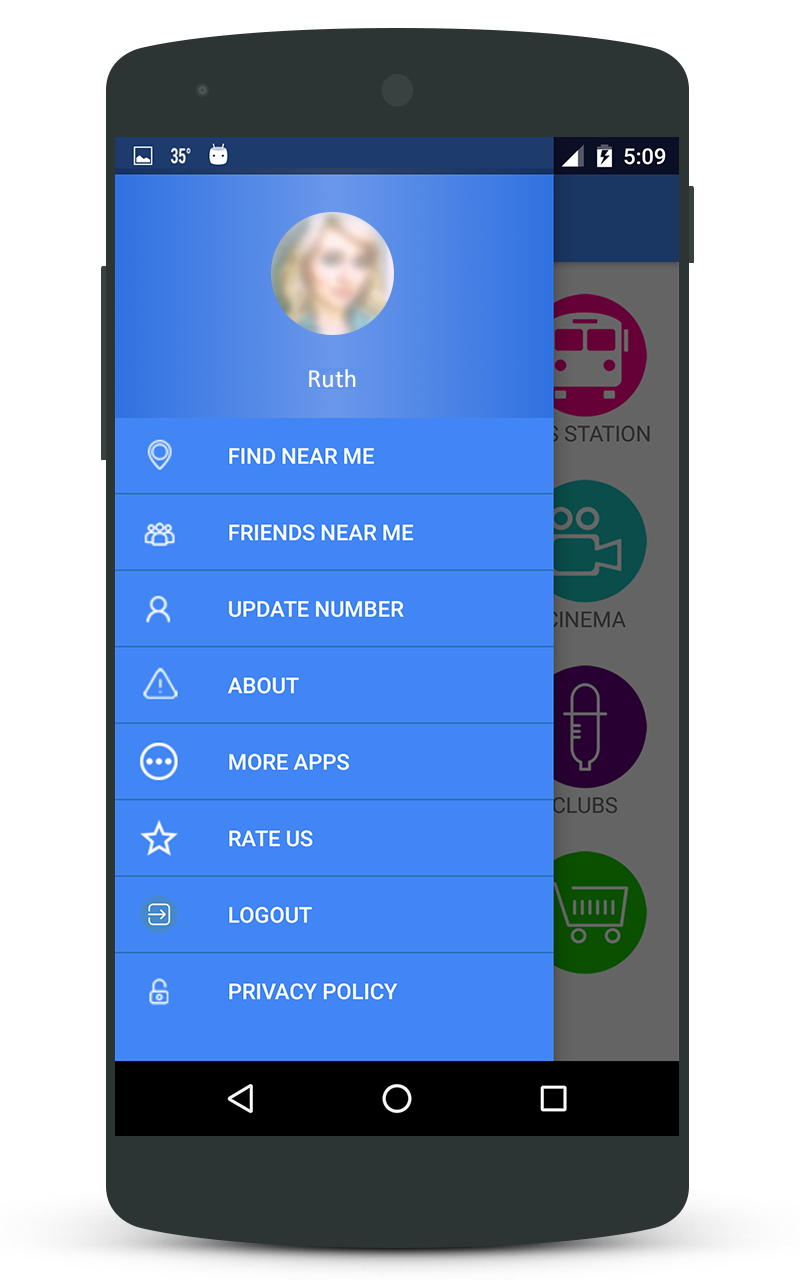 35°
5:09
Ruth
FIND NEAR ME
FRIENDS NEAR ME
UPDATE NUMBER
ABOUT
MORE APPS
RATE US
LOGOUT
PRIVACY POLICY
S STATION
CINEMA
CLUBS